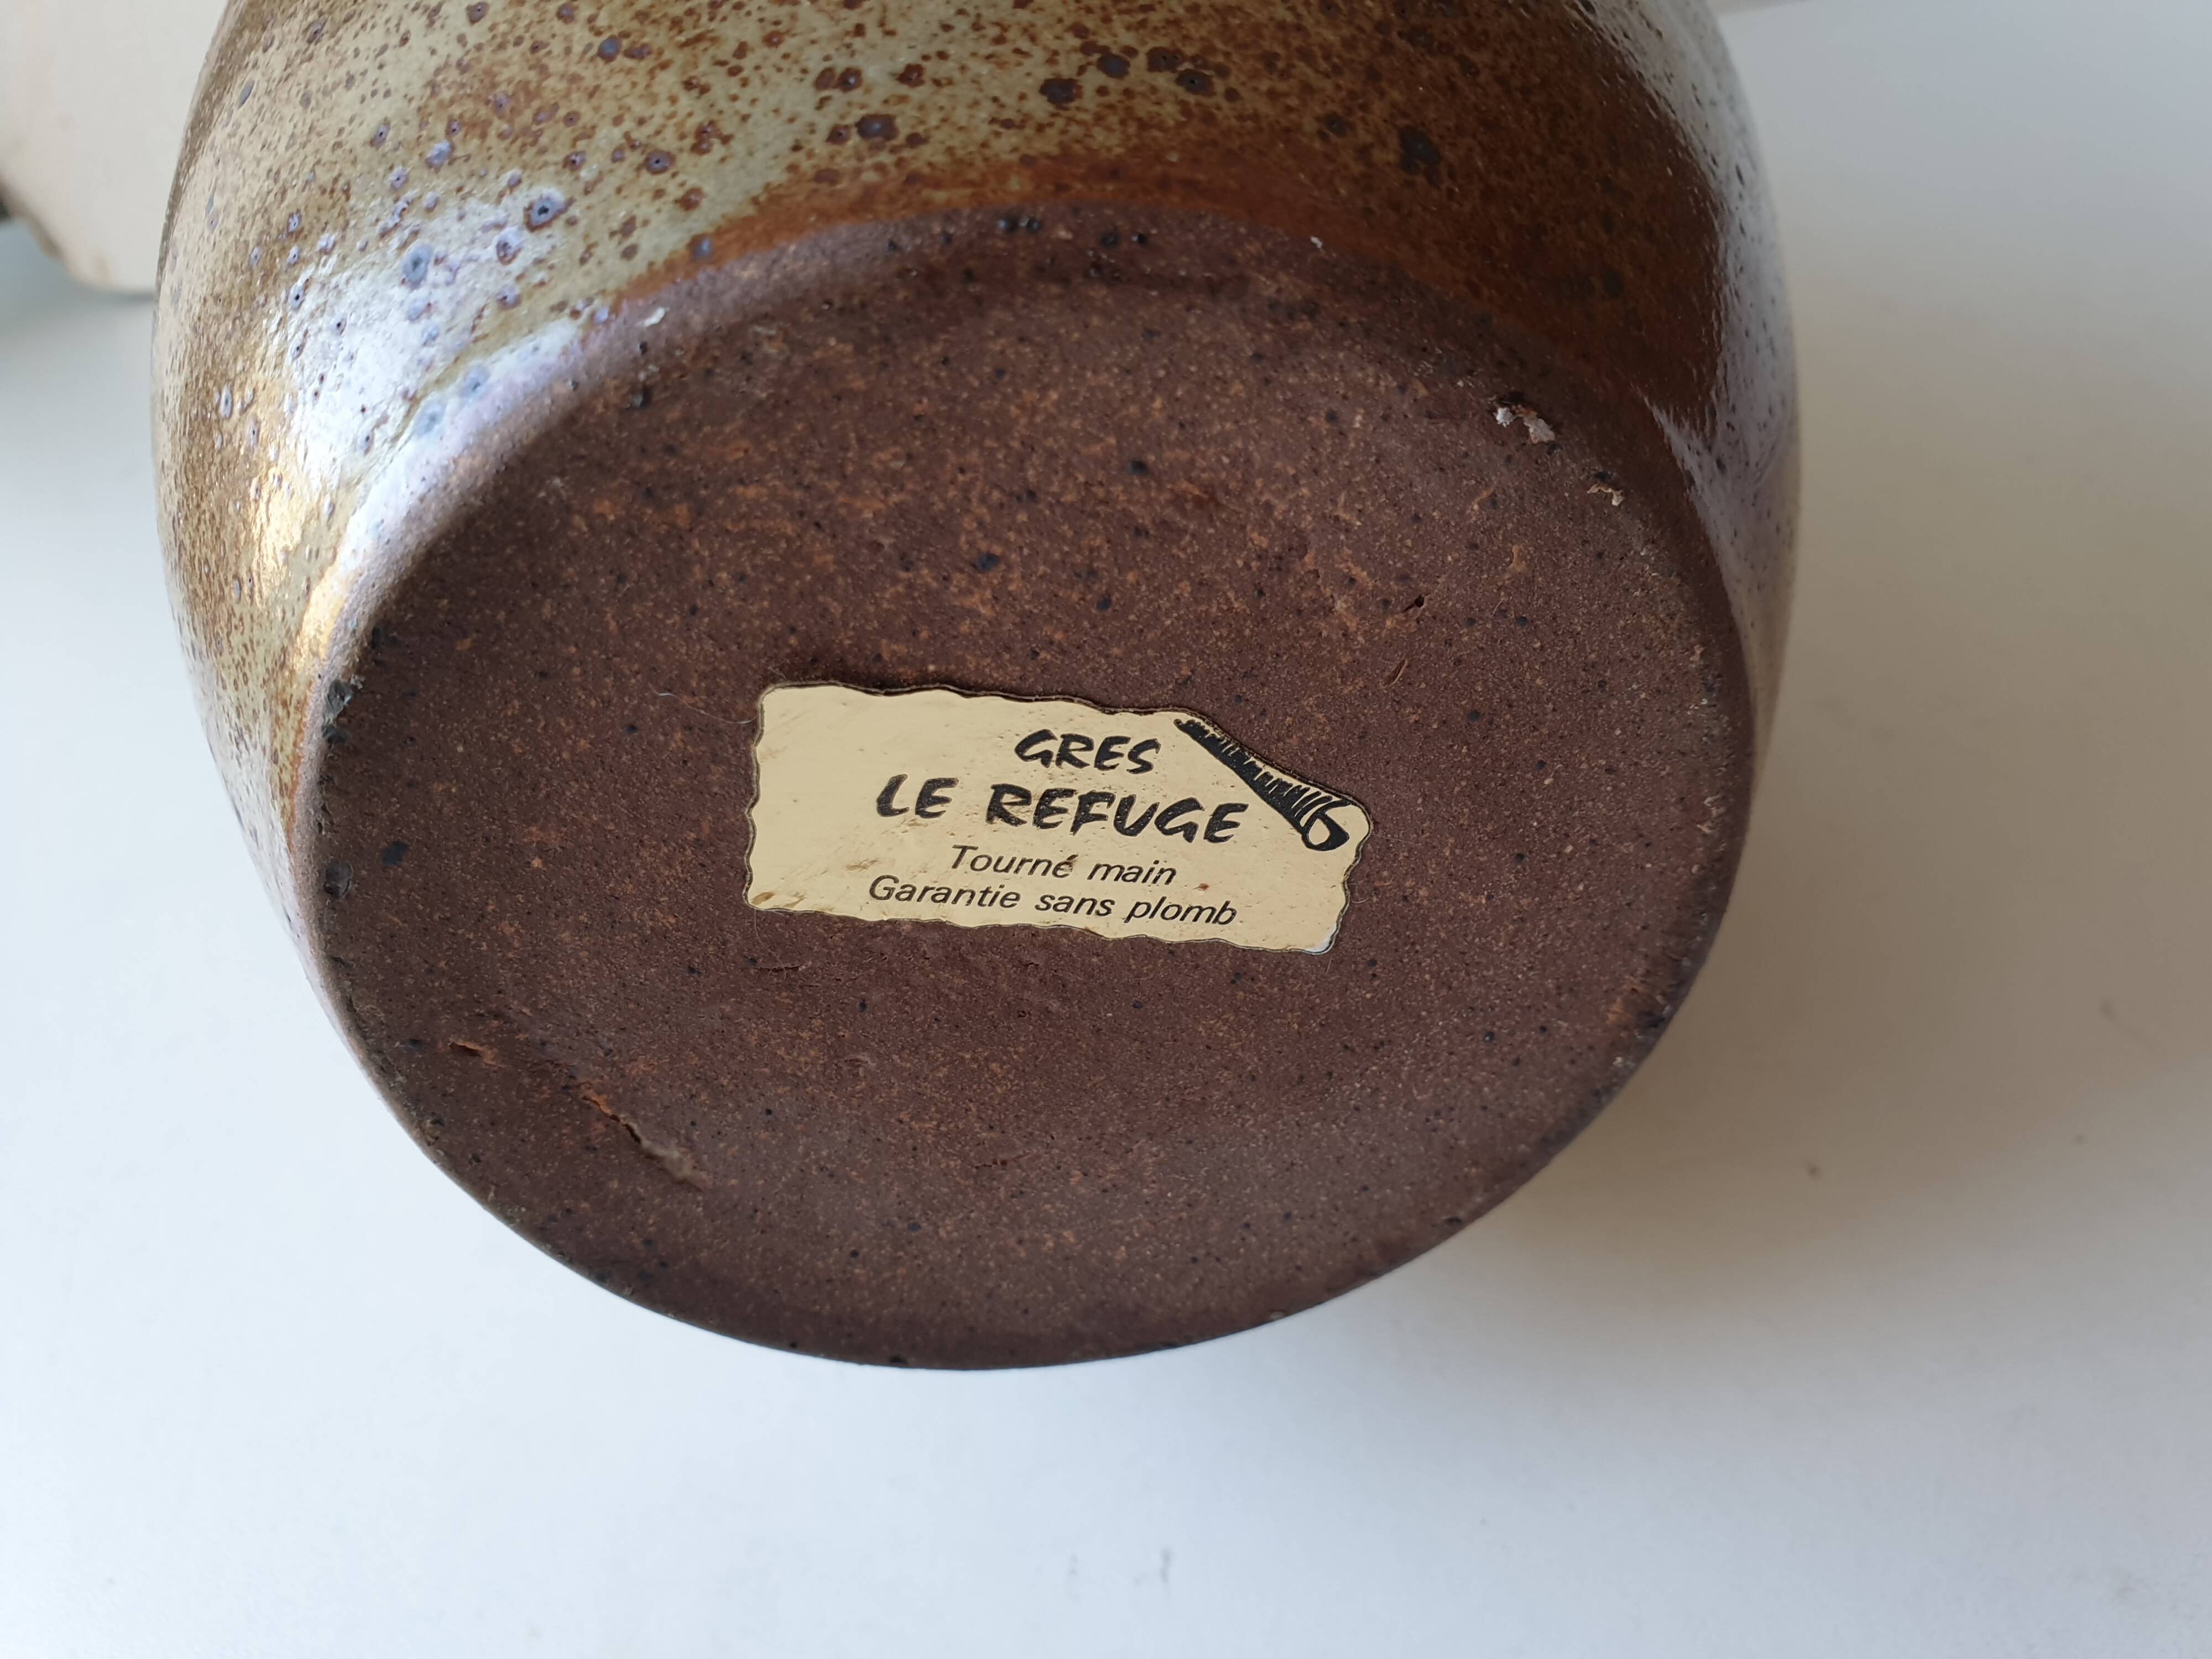 GRES
LE REFUGE
Tourné main
Garantie sans plomb